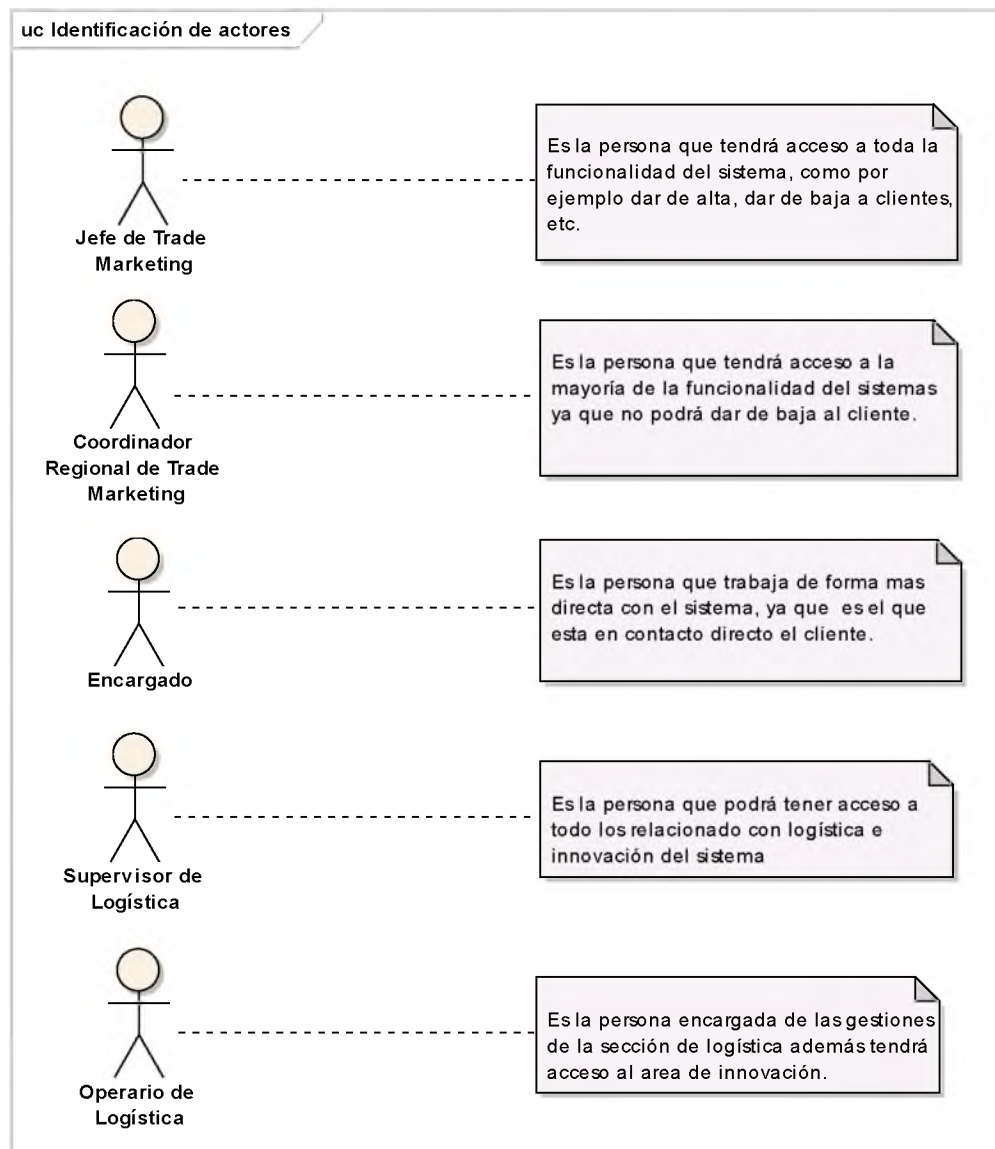 uc Identificación de actores
Es la persona que tendrá acceso a toda la
funcionalidad del sistema, como por
ejemplo dar de alta, dar de baja a clientes,
etc.
Jefe de Trade
Marketing
Es la persona que tendrá acceso a la
mayoría de la funcionalidad del sistemas
ya que no podrá dar de baja al cliente.
Coordinador
Regional de Trade
Marketing
Es la persona que trabaja de forma mas
directa con el sistema, ya que es el que
esta en contacto directo el cliente.
Encargado
Es la persona que podrá tener acceso a
todo los relacionado con logística e
innovación del sistema
Supervisor de
Logística
Es la persona encargada de las gestiones
de la sección de logística además tendrá
acceso al area de innovación.
Operario de
Logística